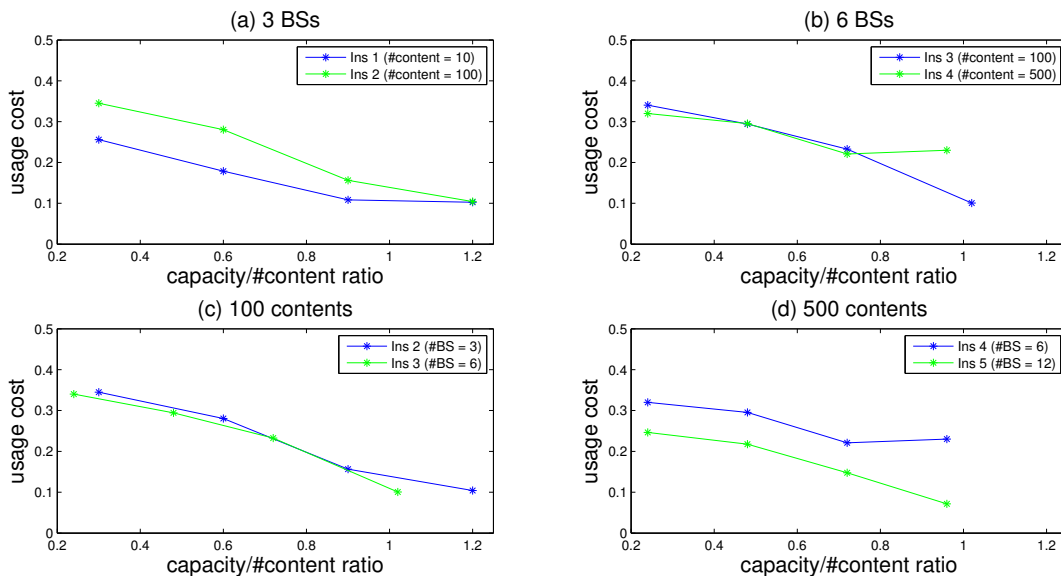 (a) 3 BSs
usage cost
0.5
0.4
0.3
0.2
0.1
0
Ins 1 (#content = 10)
Ins 2 (#content = 100)
0.2 0.4 0.6 0.8 1 1.2
capacity/#content ratio
(b) 6 BSs
usage cost
0.5
0.4
0.3
0.2
0.1
0
Ins 3 (#content = 100)
Ins 4 (#content = 500)
0.2 0.4 0.6 0.8 1 1.2
capacity/#content ratio
(c) 100 contents
usage cost
0.5
0.4
0.3
0.2
0.1
0
Ins 2 (#BS = 3)
Ins 3 (#BS = 6)
0.2 0.4 0.6 0.8 1 1.2
capacity/#content ratio
(d) 500 contents
usage cost
0.5
0.4
0.3
0.2
0.1
0
Ins 4 (#BS = 6)
Ins 5 (#BS = 12)
0.2 0.4 0.6 0.8 1 1.2
capacity/#content ratio